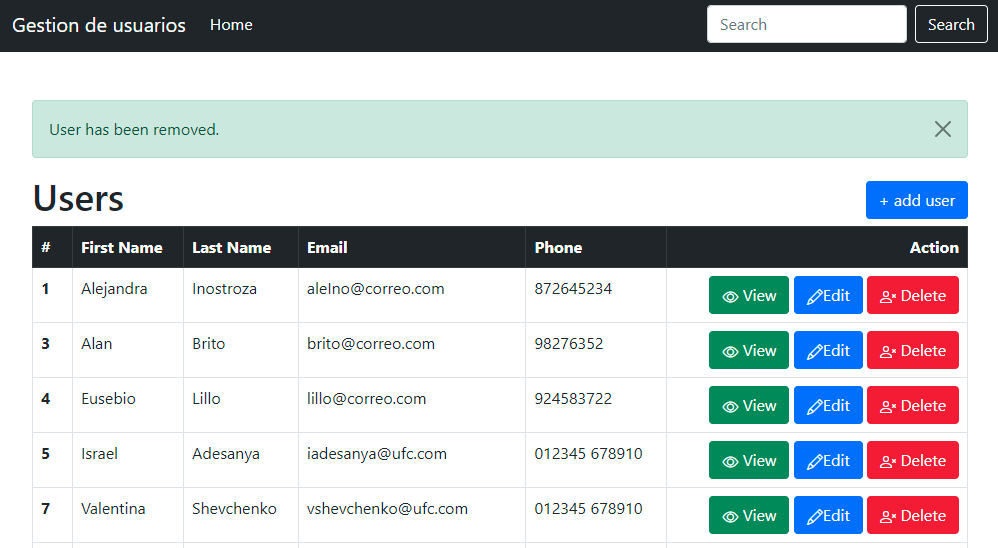 Gestion de usuarios Home Search Search
User has been removed.
Users + add user
# First Name Last Name Email Phone Action
1 Alejandra Inostroza aleIno@correo.com 872645234 View Edit Delete
3 Alan Brito brito@correo.com 98276352 View Edit Delete
4 Eusebio Lillo lillo@correo.com 924583722 View Edit Delete
5 Israel Adesanya iadesanya@ufc.com 012345 678910 View Edit Delete
7 Valentina Shevchenko vshevchenko@ufc.com 012345 678910 View Edit Delete